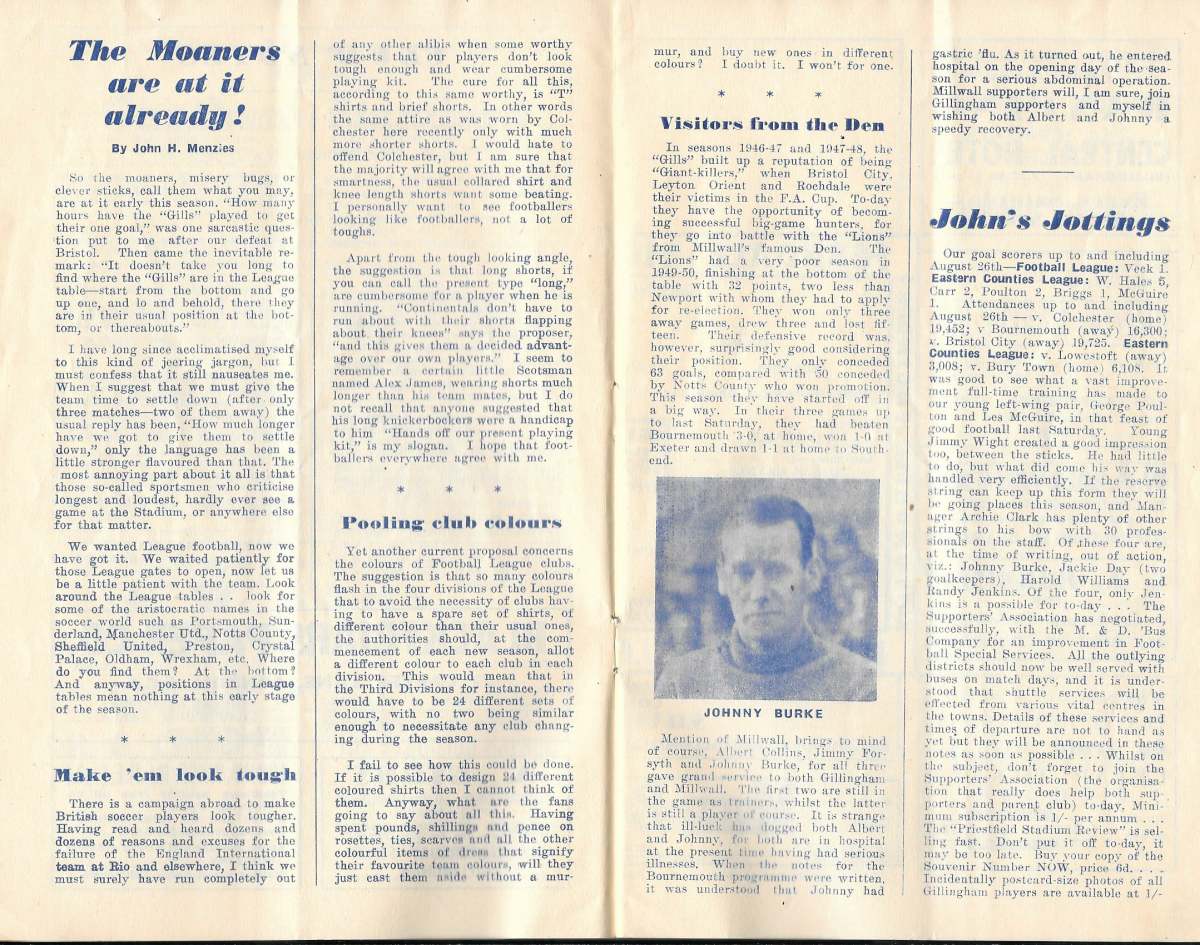 The Moaners
are at it
already!
By John H. Menzies
So the moaners, misery bugs, or
clever sticks, call them what you may,
are at it early this season. "How many
hours have the "Gills" played to get
their one goal," was one sarcastic ques-
tion put to me after our defeat at
Bristol. Then came the inevitable re-
mark: "It doesn't take you long to
find where the "Gills" are in the League
table—start from the bottom and go
up one, and lo and behold, there they
are in their usual position at the bot-
tom, or thereabouts."
I have long since acclimatised myself
to this kind of jeering jargon, but I
must confess that it still nauseates me.
When I suggest that we must give the
team time to settle down (after only
three matches—two of them away) the
usual reply has been, "How much longer
have we got to give them to settle
down," only the language has been a
little stronger flavoured than that. The
most annoying part about it all is that
those so-called sportsmen who criticise
longest and loudest, hardly ever see a
game at the Stadium, or anywhere else
for that matter.
We wanted League football, now we
have got it. We waited patiently for
those League gates to open, now let us
be a little patient with the team. Look
around the League tables . . look for
some of the aristocratic names in the
soccer world such as Portsmouth, Sun-
derland, Manchester Utd., Notts County,
Sheffield United, Preston, Crystal
Palace, Oldham, Wrexham, etc. Where
do you find them? At the bottom?
And anyway, positions in League
tables mean nothing at this early stage
of the season.
* * *
Make 'em look tough
There is a campaign abroad to make
British soccer players look tougher.
Having read and heard dozens and
dozens of reasons and excuses for the
failure of the England International
team at Rio and elsewhere, I think we
must surely have run completely out
of any other alibis when some worthy
suggests that our players don't look
tough enough and wear cumbersome
playing kit. The cure for all this,
according to this same worthy, is "T"
shirts and brief shorts. In other words
the same attire as was worn by Col-
chester here recently only with much
more shorter shorts. I would hate to
offend Colchester, but I am sure that
the majority will agree with me that for
smartness, the usual collared shirt and
knee length shorts want some beating.
I personally want to see footballers
looking like footballers, not a lot of
toughs.
Apart from the tough looking angle,
the suggestion is that long shorts, if
you can call the present type "long,"
are cumbersome for a player when he is
running. "Continentals don't have to
run about with their shorts flapping
about their knees" says the proposer,
"and this gives them a decided advant-
age over our own players." I seem to
remember a certain little Scotsman
named Alex James, wearing shorts much
longer than his team mates, but I do
not recall that anyone suggested that
his long knickerbockers were a handicap
to him "Hands off our present playing
kit," is my slogan. I hope that foot-
ballers everywhere agree with me.
* * *
Pooling club colours
Yet another current proposal concerns
the colours of Football League clubs.
The suggestion is that so many colours
flash in the four divisions of the League
that to avoid the necessity of clubs hav-
ing to have a spare set of shirts, of
different colour than their usual ones,
the authorities should, at the com-
mencement of each new season, allot
a different colour to each club in each
division. This would mean that in
the Third Divisions for instance, there
would have to be 24 different sets of
colours, with no two being similar
enough to necessitate any club chang-
ing during the season.
I fail to see how this could be done.
If it is possible to design 24 different
coloured shirts then I cannot think of
them. Anyway, what are the fans
going to say about all this. Having
spent pounds, shillings and pence on
rosettes, ties, scarves and all the other
colourful items of dress that signify
their favourite team colours, will they
just cast them aside without a mur-
mur, and buy new ones in different
colours? I doubt it. I won't for one.
* * *
Visitors from the Den
In seasons 1946-47 and 1947-48, the
"Gills" built up a reputation of being
"Giant-killers," when Bristol City,
Leyton Orient and Rochdale were
their victims in the F.A. Cup. To-day
they have the opportunity of becom-
ing successful big-game hunters, for
they go into battle with the "Lions"
from Millwall's famous Den. The
"Lions" had a very poor season in
1949-50, finishing at the bottom of the
table with 32 points, two less than
Newport with whom they had to apply
for re-election. They won only three
away games, drew three and lost fif-
teen. Their defensive record was,
however, surprisingly good considering
their position. They only conceded
63 goals, compared with 50 conceded
by Notts County who won promotion.
This season they have started off in
a big way. In their three games up
to last Saturday, they had beaten
Bournemouth 3-0, at home, won 1-0 at
Exeter and drawn 1-1 at home to South-
end.
JOHNNY BURKE
Mention of Millwall, brings to mind
of course, Albert Collins, Jimmy For-
syth and Johnny Burke, for all three
gave grand service to both Gillingham
and Millwall. The first two are still in
the game as trainers, whilst the latter
is still a player of course. It is strange
that ill-luck has dogged both Albert
and Johnny, for both are in hospital
at the present time having had serious
illnesses. When the notes for the
Bournemouth programme were written,
it was understood that Johnny had
gastric 'flu. As it turned out, he entered
hospital on the opening day of the sea-
son for a serious abdominal operation.
Millwall supporters will, I am sure, join
Gillingham supporters and myself in
wishing both Albert and Johnny a
speedy recovery.
John's Jottings
Our goal scorers up to and including
August 26th—Football League: Veck 1.
Eastern Counties League: W. Hales 5,
Carr 2, Poulton 2, Briggs 1, McGuire
1. Attendances up to and including
August 26th — v. Colchester (home)
19,452; v Bournemouth (away) 16,300;
v. Bristol City (away) 19,725. Eastern
Counties League: v. Lowestoft (away)
3,008; v. Bury Town (home) 6,108. It
was good to see what a vast improve-
ment full-time training has made to
our young left-wing pair, George Poul-
ton and Les McGuire, in that feast of
good football last Saturday. Young
Jimmy Wight created a good impression
too, between the sticks. He had little
to do, but what did come his way was
handled very efficiently. If the reserve
string can keep up this form they will
be going places this season, and Man-
ager Archie Clark has plenty of other
strings to his bow with 30 profes-
sionals on the staff. Of these four are,
at the time of writing, out of action,
viz.: Johnny Burke, Jackie Day (two
goalkeepers), Harold Williams and
Randy Jenkins. Of the four, only Jen-
kins is a possible for to-day . . . The
Supporters' Association has negotiated,
successfully, with the M. & D. 'Bus
Company for an improvement in Foot-
ball Special Services. All the outlying
districts should now be well served with
buses on match days, and it is under-
stood that shuttle services will be
effected from various vital centres in
the towns. Details of these services and
times of departure are not to hand as
yet but they will be announced in these
notes as soon as possible . . . Whilst on
the subject, don't forget to join the
Supporters' Association (the organisa-
tion that really does help both sup-
porters and parent club) to-day. Mini-
mum subscription is 1/- per annum . . .
The "Priestfield Stadium Review" is sel-
ling fast. Don't put it off to-day, it
may be too late. Buy your copy of the
Souvenir Number NOW, price 6d. . . .
Incidentally postcard-size photos of all
Gillingham players are available at 1/-